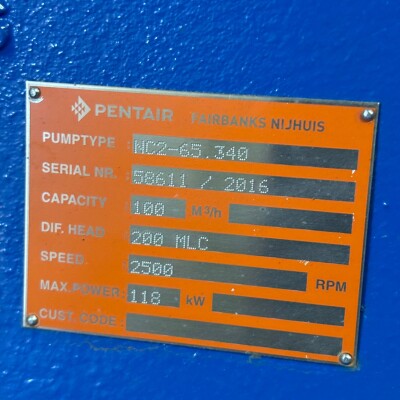 PENTAIR FAIRBANKS NIJHUIS
PUMPTYPE NC2-65.340
SERIAL NR. 58611 / 2016
CAPACITY 100 M³/h
DIF. HEAD 200 MLC
SPEED 2500 RPM
MAX.POWER 118 kW
CUST. CODE